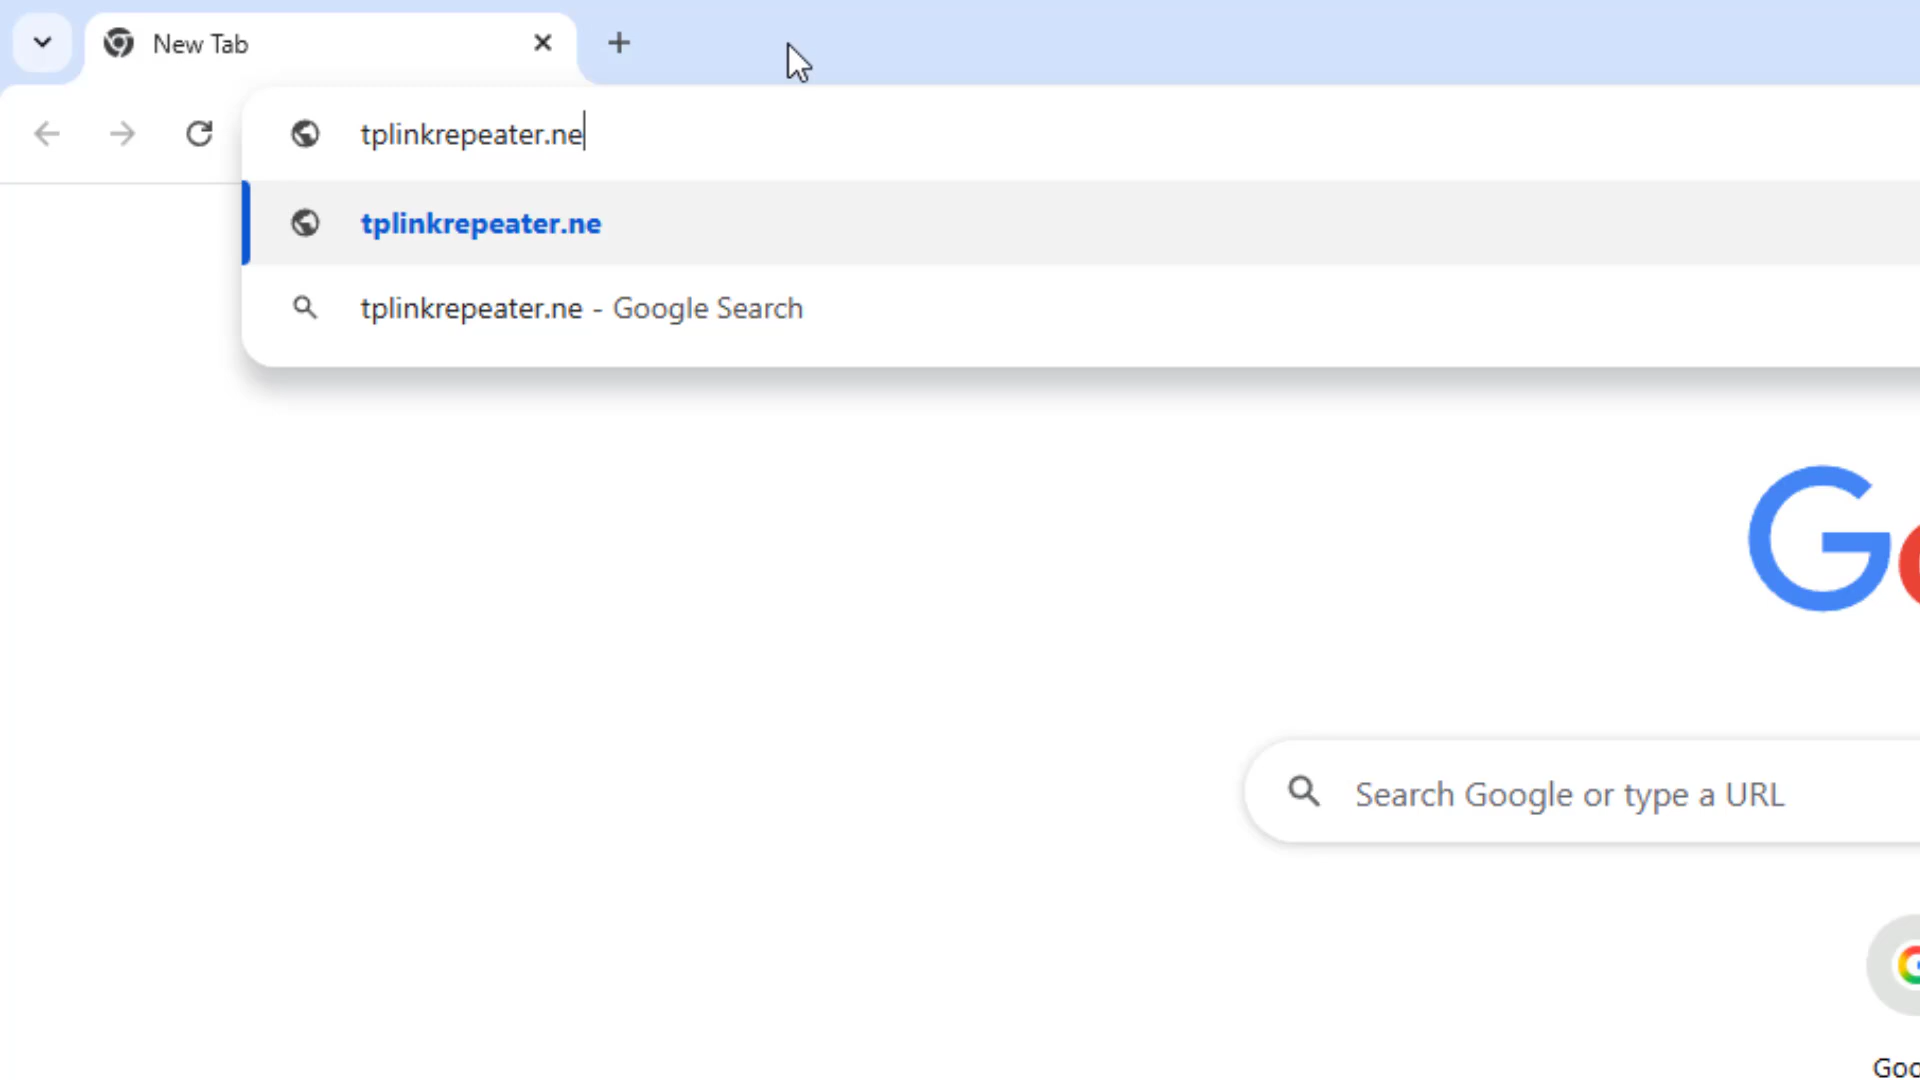 New Tab
tplinkrepeater.ne
tplinkrepeater.ne
tplinkrepeater.ne - Google Search
Search Google or type a URL